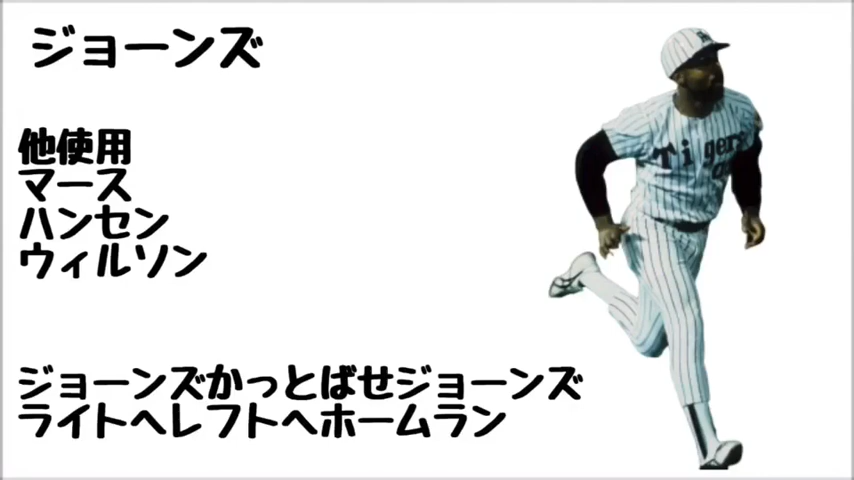 ジョーンズ
他使用
マース
ハンセン
ウィルソン
ジョーンズかっとばせジョーンズ
ライトへレフトへホームラン
Tigers